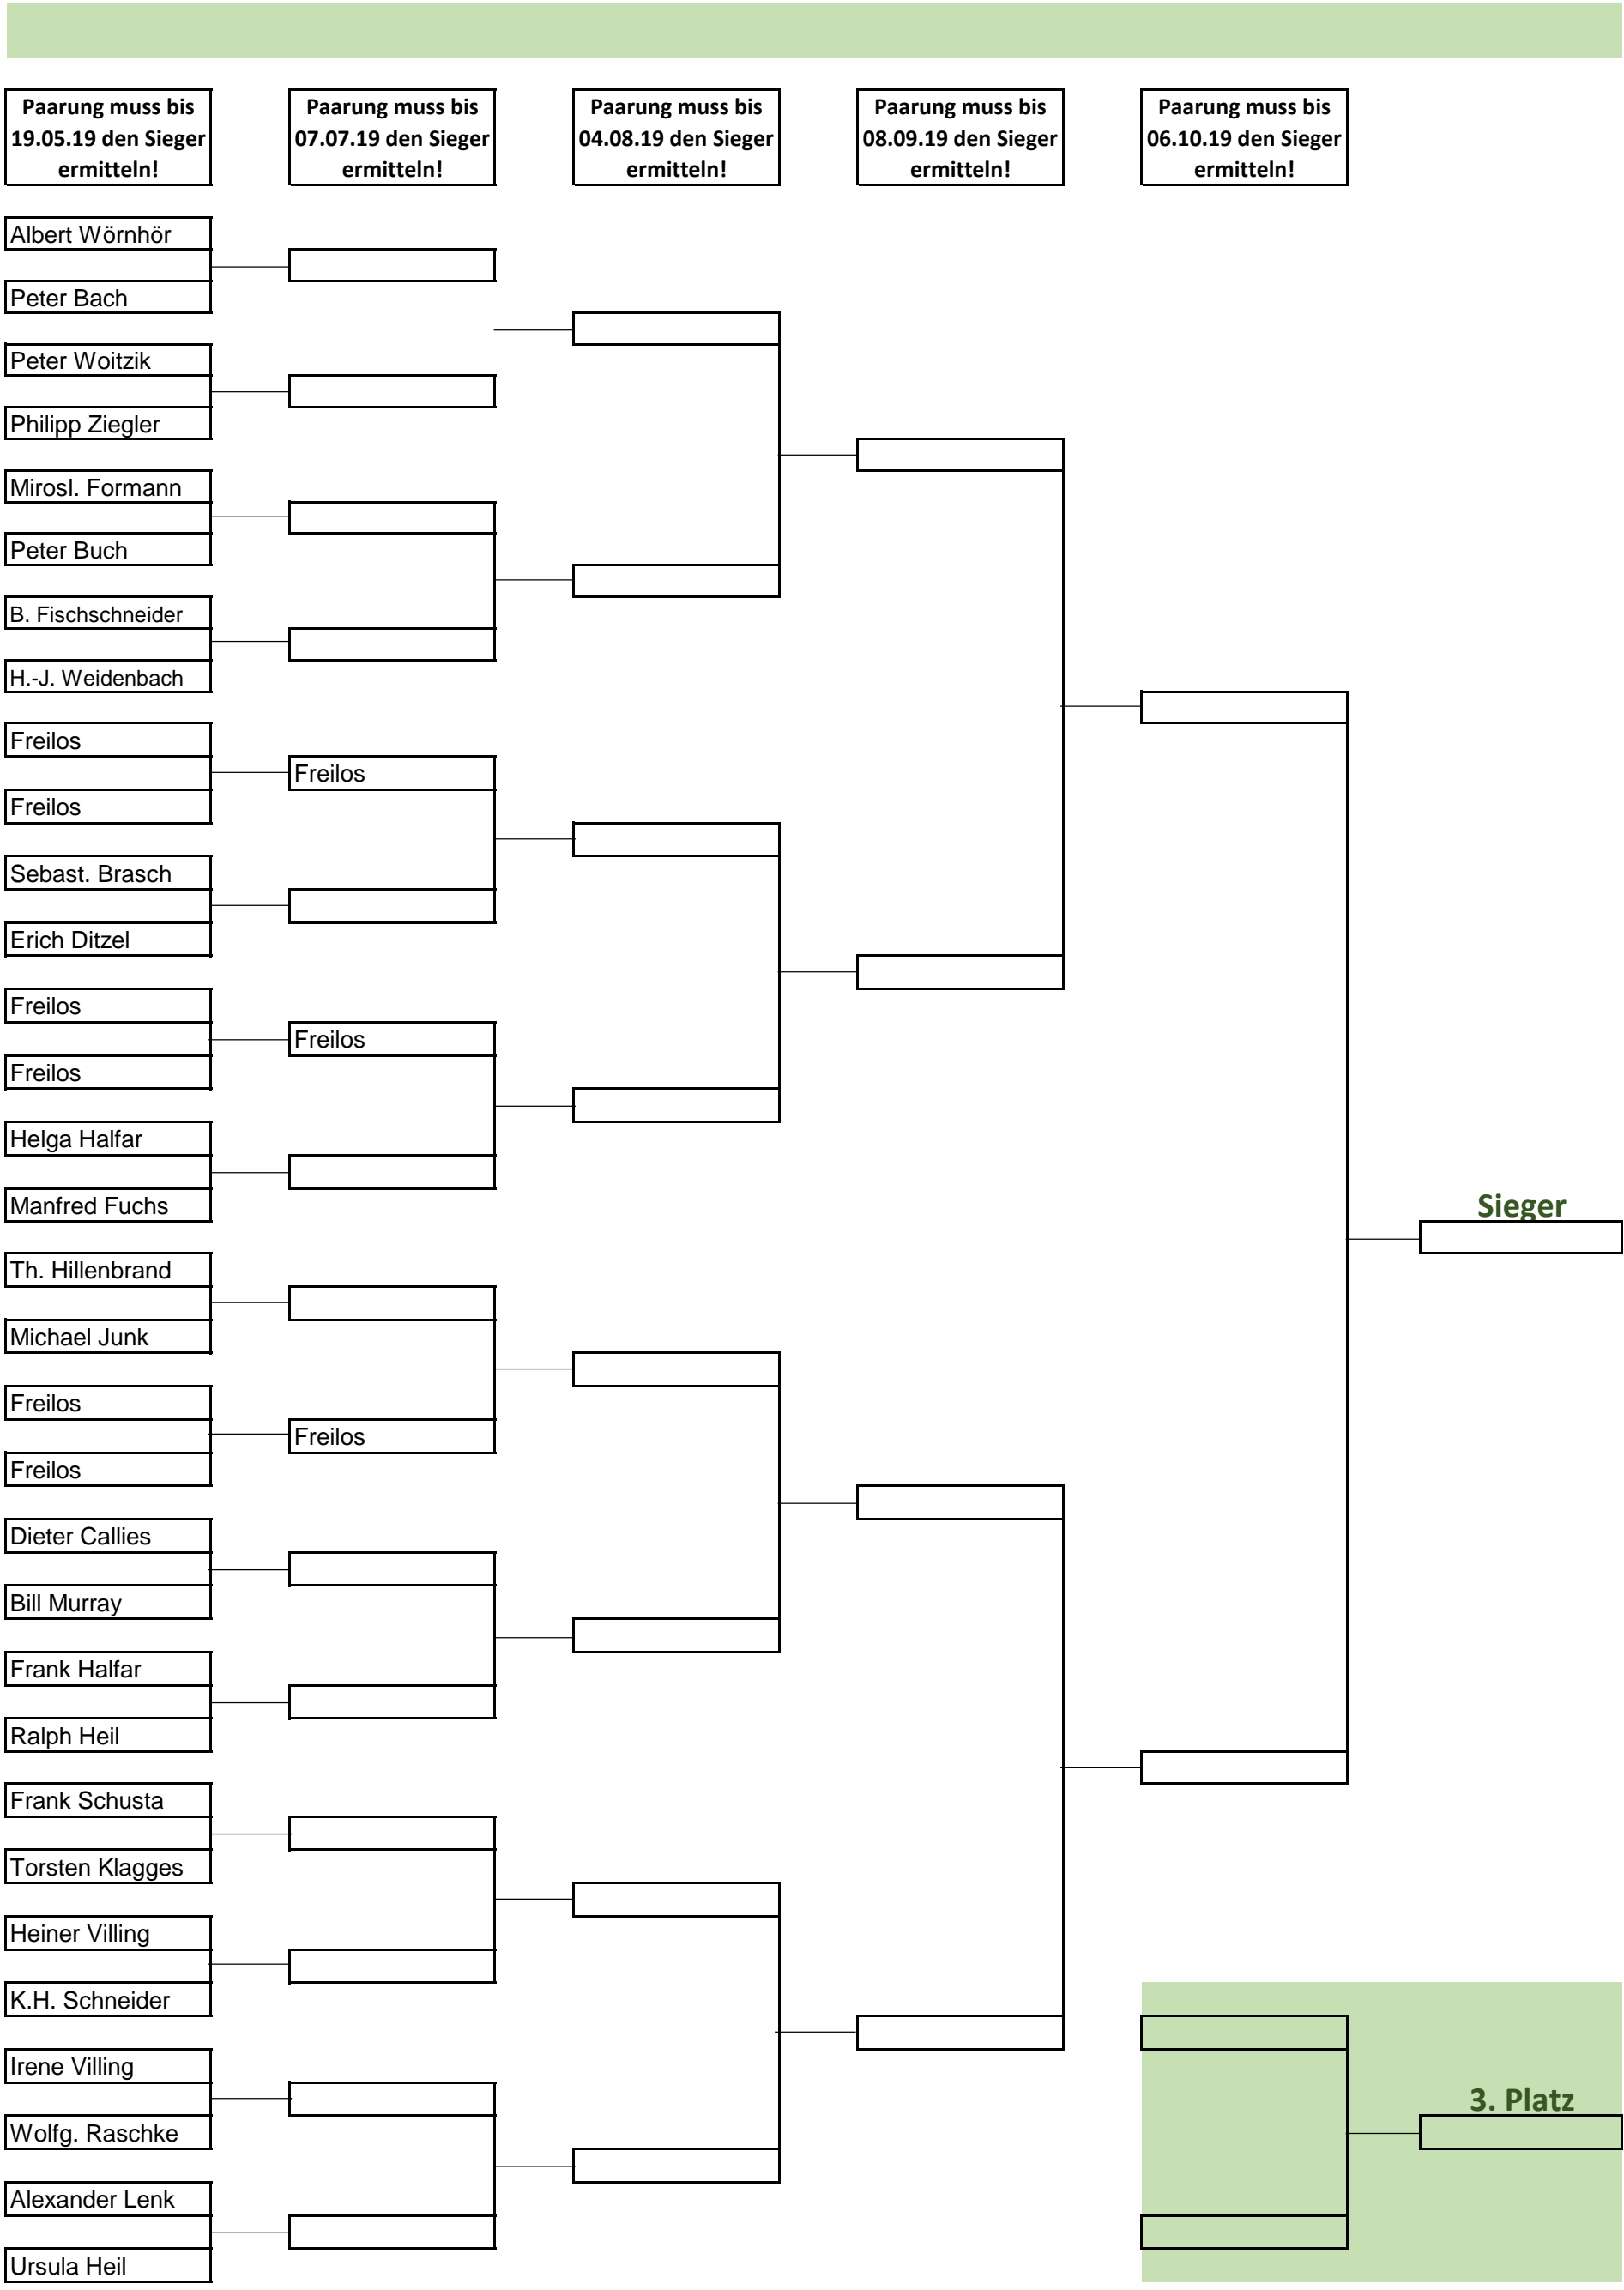 Paarung muss bis
19.05.19 den Sieger
ermitteln!
Paarung muss bis
07.07.19 den Sieger
ermitteln!
Paarung muss bis
04.08.19 den Sieger
ermitteln!
Paarung muss bis
08.09.19 den Sieger
ermitteln!
Paarung muss bis
06.10.19 den Sieger
ermitteln!
Albert Wörnhör
Peter Bach
Peter Woitzik
Philipp Ziegler
Mirosl. Formann
Peter Buch
B. Fischschneider
H.-J. Weidenbach
Freilos
Freilos
Freilos
Sebast. Brasch
Erich Ditzel
Freilos
Freilos
Freilos
Helga Halfar
Manfred Fuchs
Sieger
Th. Hillenbrand
Michael Junk
Freilos
Freilos
Freilos
Dieter Callies
Bill Murray
Frank Halfar
Ralph Heil
Frank Schusta
Torsten Klagges
Heiner Villing
K.H. Schneider
Irene Villing
3. Platz
Wolfg. Raschke
Alexander Lenk
Ursula Heil